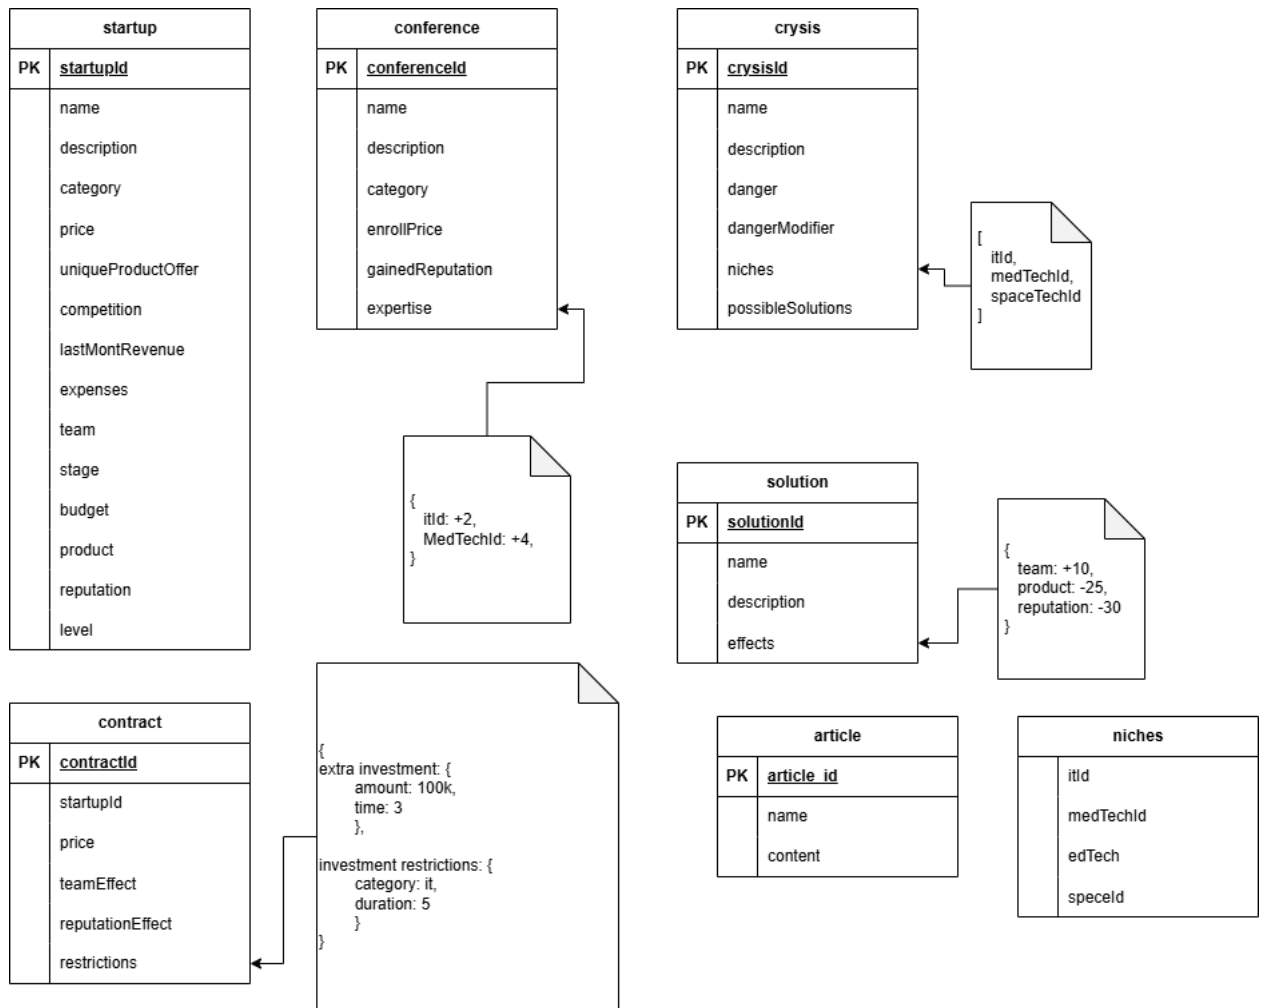 startup
PK startupId
name
description
category
price
uniqueProductOffer
competition
lastMontRevenue
expenses
team
stage
budget
product
reputation
level
conference
PK conferenceId
name
description
category
enrollPrice
gainedReputation
expertise
{
itId: +2,
MedTechId: +4,
}
crysis
PK crysisId
name
description
danger
dangerModifier
niches
possibleSolutions
[
itId,
medTechId,
spaceTechId
]
solution
PK solutionId
name
description
effects
{
team: +10,
product: -25,
reputation: -30
}
contract
PK contractId
startupId
price
teamEffect
reputationEffect
restrictions
{
extra investment: {
amount: 100k,
time: 3
},
investment restrictions: {
category: it,
duration: 5
}
}
article
PK article_id
name
content
niches
itId
medTechId
edTech
speceId